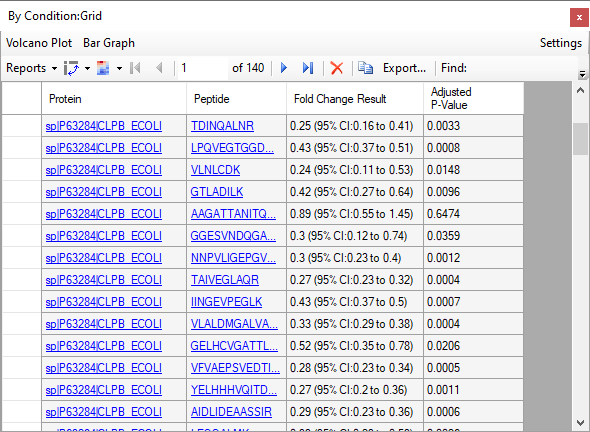 By Condition:Grid
Volcano Plot Bar Graph Settings
Reports 1 of 140 Export... Find:
Protein Peptide Fold Change Result Adjusted P-Value
sp|P63284|CLPB_ECOLI TDINQALNR 0.25 (95% CI:0.16 to 0.41) 0.0033
sp|P63284|CLPB_ECOLI LPQVEGTGGD... 0.43 (95% CI:0.37 to 0.51) 0.0008
sp|P63284|CLPB_ECOLI VLNLCDK 0.24 (95% CI:0.11 to 0.53) 0.0148
sp|P63284|CLPB_ECOLI GTLADILK 0.42 (95% CI:0.27 to 0.64) 0.0096
sp|P63284|CLPB_ECOLI AAGATTANITQ... 0.89 (95% CI:0.55 to 1.45) 0.6474
sp|P63284|CLPB_ECOLI GGESVNDQGA... 0.3 (95% CI:0.12 to 0.74) 0.0359
sp|P63284|CLPB_ECOLI NNPVLIGEPGV... 0.3 (95% CI:0.23 to 0.4) 0.0012
sp|P63284|CLPB_ECOLI TAIVEGLAQR 0.27 (95% CI:0.23 to 0.32) 0.0004
sp|P63284|CLPB_ECOLI IINGEVPEGLK 0.43 (95% CI:0.37 to 0.5) 0.0007
sp|P63284|CLPB_ECOLI VLALDMGALVA... 0.33 (95% CI:0.29 to 0.38) 0.0004
sp|P63284|CLPB_ECOLI GELHCVGATTL... 0.52 (95% CI:0.35 to 0.78) 0.0206
sp|P63284|CLPB_ECOLI VFVAEPSVEDTI... 0.28 (95% CI:0.23 to 0.34) 0.0005
sp|P63284|CLPB_ECOLI YELHHHVQITD... 0.27 (95% CI:0.2 to 0.36) 0.0011
sp|P63284|CLPB_ECOLI AIDLIDEAASSIR 0.29 (95% CI:0.23 to 0.36) 0.0006